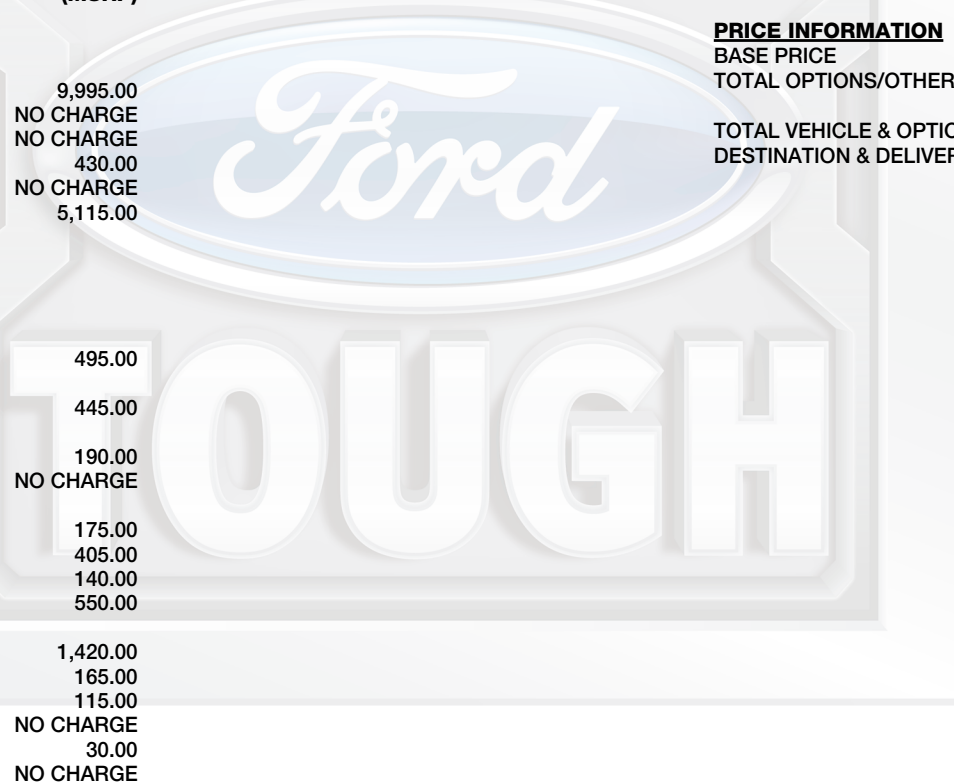 (MSRP)
9,995.00
NO CHARGE
NO CHARGE
430.00
NO CHARGE
5,115.00
495.00
445.00
190.00
NO CHARGE
175.00
405.00
140.00
550.00
1,420.00
165.00
115.00
NO CHARGE
30.00
NO CHARGE
PRICE INFORMATION
BASE PRICE
TOTAL OPTIONS/OTHER
TOTAL VEHICLE & OPTIO
DESTINATION & DELIVER
Ford
TOUGH